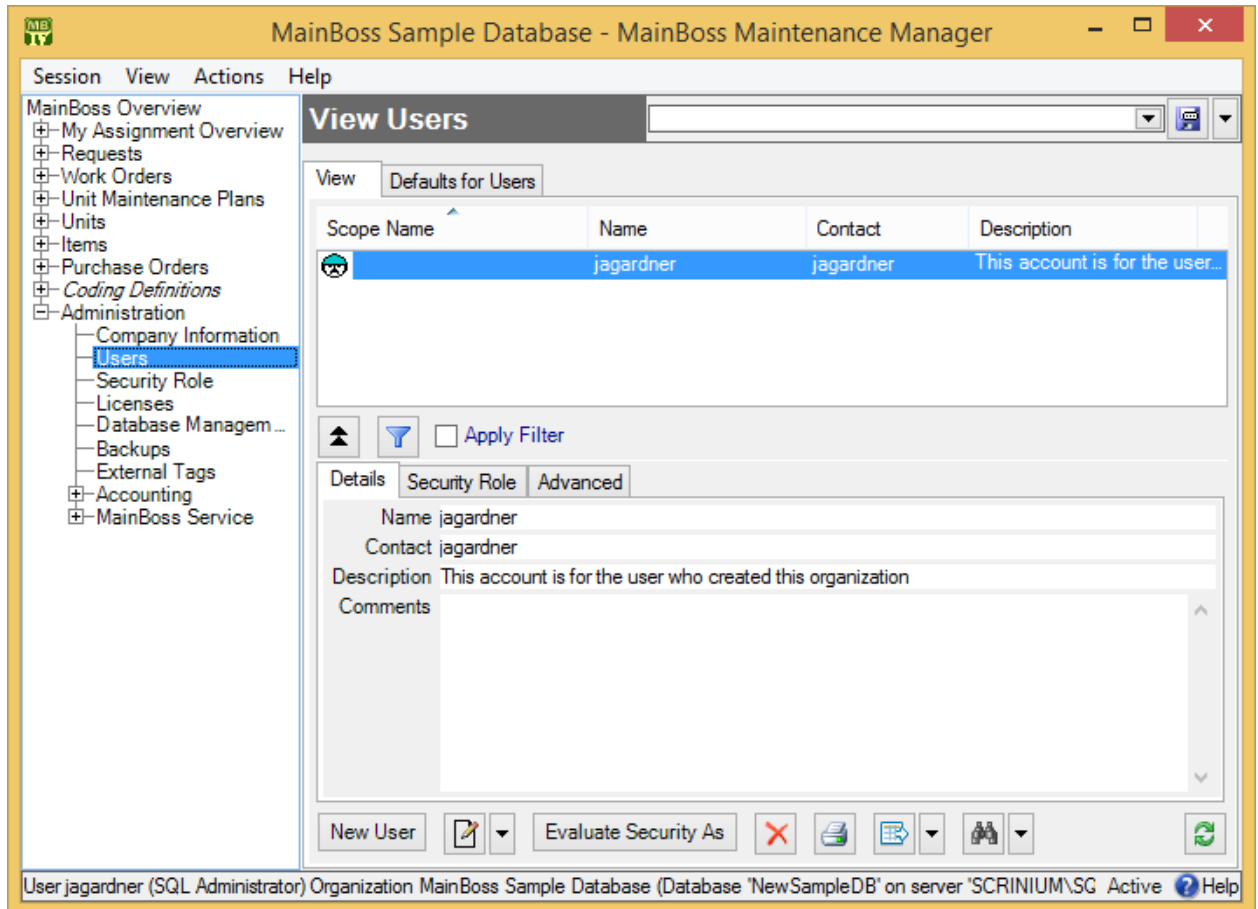 MB
MainBoss Sample Database - MainBoss Maintenance Manager
Session View Actions Help
MainBoss Overview
My Assignment Overview
Requests
Work Orders
Unit Maintenance Plans
Units
Items
Purchase Orders
Coding Definitions
Administration
Company Information
Users
Security Role
Licenses
Database Managem...
Backups
External Tags
Accounting
MainBoss Service
View Users
View Defaults for Users
Scope Name Name Contact Description
jagardner jagardner This account is for the user...
Apply Filter
Details Security Role Advanced
Name jagardner
Contact jagardner
Description This account is for the user who created this organization
Comments
New User Evaluate Security As
User jagardner (SQL Administrator) Organization MainBoss Sample Database (Database 'NewSampleDB' on server 'SCRINIUM\SQ Active Help